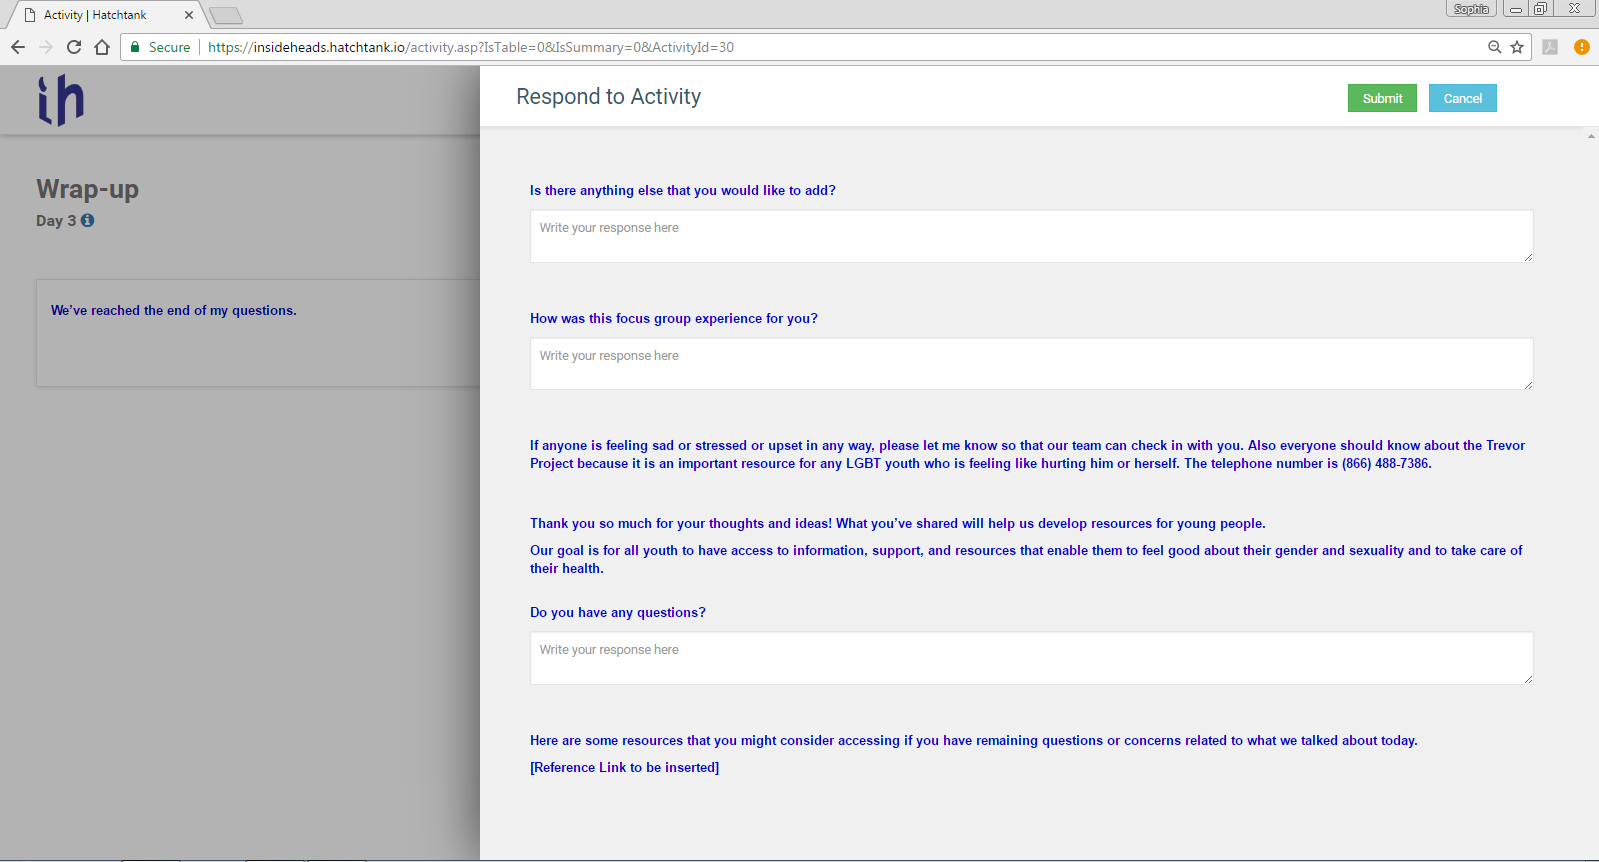 Activity | Hatchtank
Sophia
Secure
https://insideheads.hatchtank.io/activity.asp?IsTable=0&IsSummary=0&ActivityId=30
ih
Respond to Activity
Submit
Cancel
Wrap-up
Day 3
We've reached the end of my questions.
Is there anything else that you would like to add?
Write your response here
How was this focus group experience for you?
Write your response here
If anyone is feeling sad or stressed or upset in any way, please let me know so that our team can check in with you. Also everyone should know about the Trevor
Project because it is an important resource for any LGBT youth who is feeling like hurting him or herself. The telephone number is (866) 488-7386.
Thank you so much for your thoughts and ideas! What you've shared will help us develop resources for young people.
Our goal is for all youth to have access to information, support, and resources that enable them to feel good about their gender and sexuality and to take care of
their health.
Do you have any questions?
Write your response here
Here are some resources that you might consider accessing if you have remaining questions or concerns related to what we talked about today.
[Reference Link to be inserted]